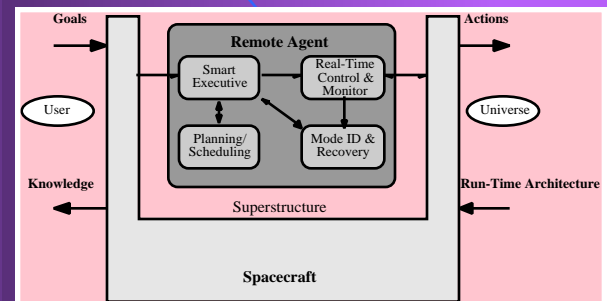 Goals
Actions
Remote Agent
Smart
Executive
Real-Time
Control &
Monitor
User
Universe
Planning/
Scheduling
Mode ID &
Recovery
Knowledge
Run-Time Architecture
Superstructure
Spacecraft